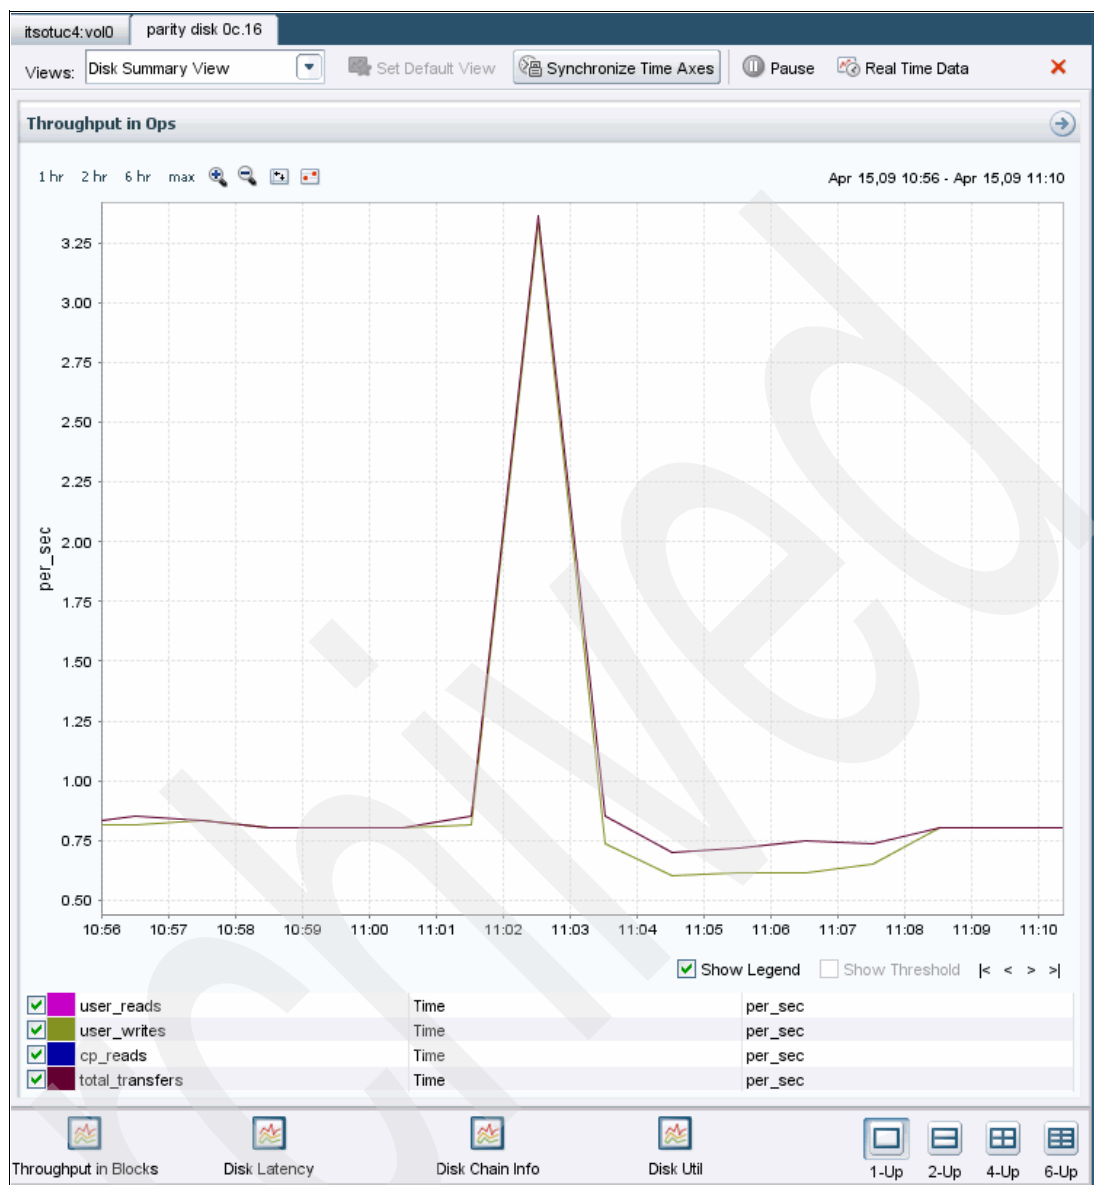 itsotuc4:vol0 parity disk 0c.16
Views: Disk Summary View Set Default View Synchronize Time Axes Pause Real Time Data
Throughput in Ops
1 hr 2 hr 6 hr max Apr 15,09 10:56 - Apr 15,09 11:10
3.25
3.00
2.75
2.50
2.25
2.00
1.75
1.50
1.25
1.00
0.75
0.50
per_sec
10:56 10:57 10:58 10:59 11:00 11:01 11:02 11:03 11:04 11:05 11:06 11:07 11:08 11:09 11:10
Show Legend Show Threshold |< < > >|
user_reads Time per_sec
user_writes Time per_sec
cp_reads Time per_sec
total_transfers Time per_sec
Throughput in Blocks Disk Latency Disk Chain Info Disk Util 1-Up 2-Up 4-Up 6-Up
chived